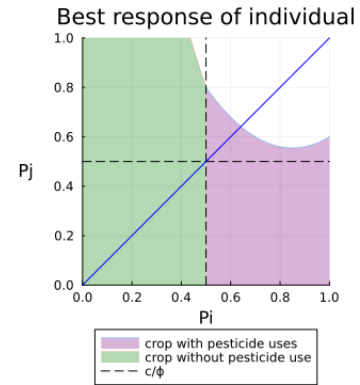 Best response of individual
1.0
0.8
0.6
Pj
0.4
0.2
0.0
0.0 0.2 0.4 0.6 0.8 1.0
Pi
crop with pesticide uses
crop without pesticide use
c/ϕ